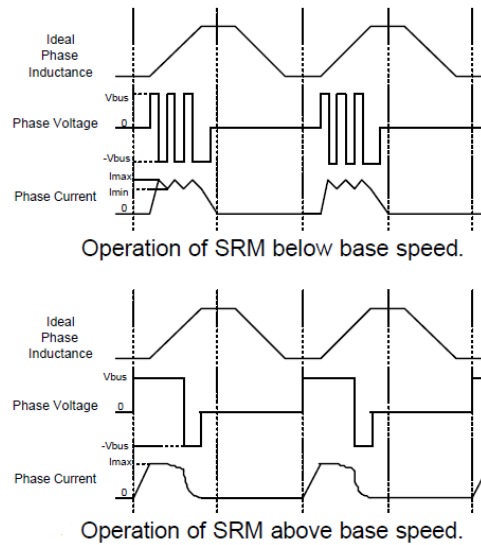 Ideal
Phase
Inductance
Vbus
Phase Voltage
0
-Vbus
Imax
Imin
Phase Current
0
Operation of SRM below base speed.
Ideal
Phase
Inductance
Vbus
Phase Voltage
0
-Vbus
Imax
Phase Current
0
Operation of SRM above base speed.